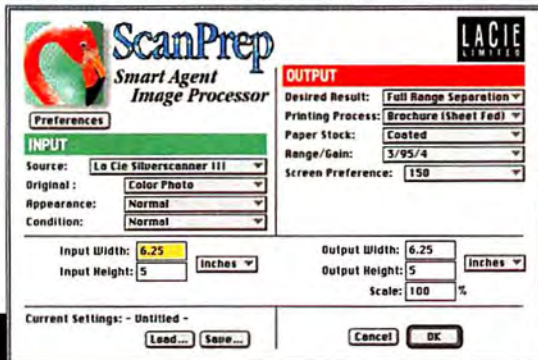 ScanPrep
Smart Agent
Image Processor
LACIE
LIMITED
Preferences
INPUT
Source: La Cie Silverscanner III
Original : Color Photo
Appearance: Normal
Condition: Normal
OUTPUT
Desired Result: Full Range Separation
Printing Process: Brochure (Sheet Fed)
Paper Stock: Coated
Range/Gain: 3/95/4
Screen Preference: 150
Input Width: 6.25
Input Height: 5
inches
Output Width: 6.25
Output Height: 5
inches
Scale: 100 %
Current Settings: - Untitled -
Load... Save...
Cancel OK